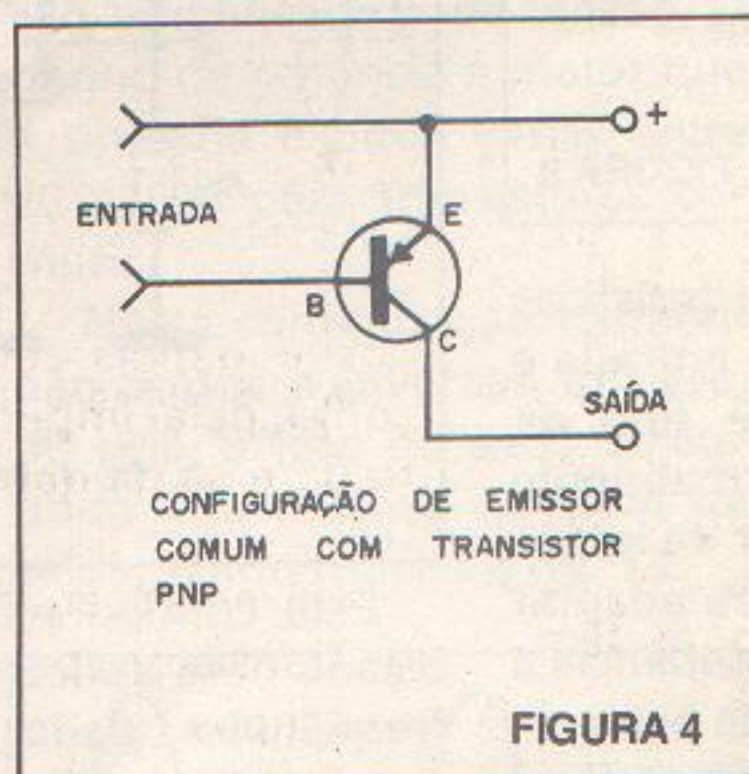 +
E
ENTRADA
B
C
SAÍDA
CONFIGURAÇÃO DE EMISSOR
COMUM COM TRANSISTOR
PNP
FIGURA 4